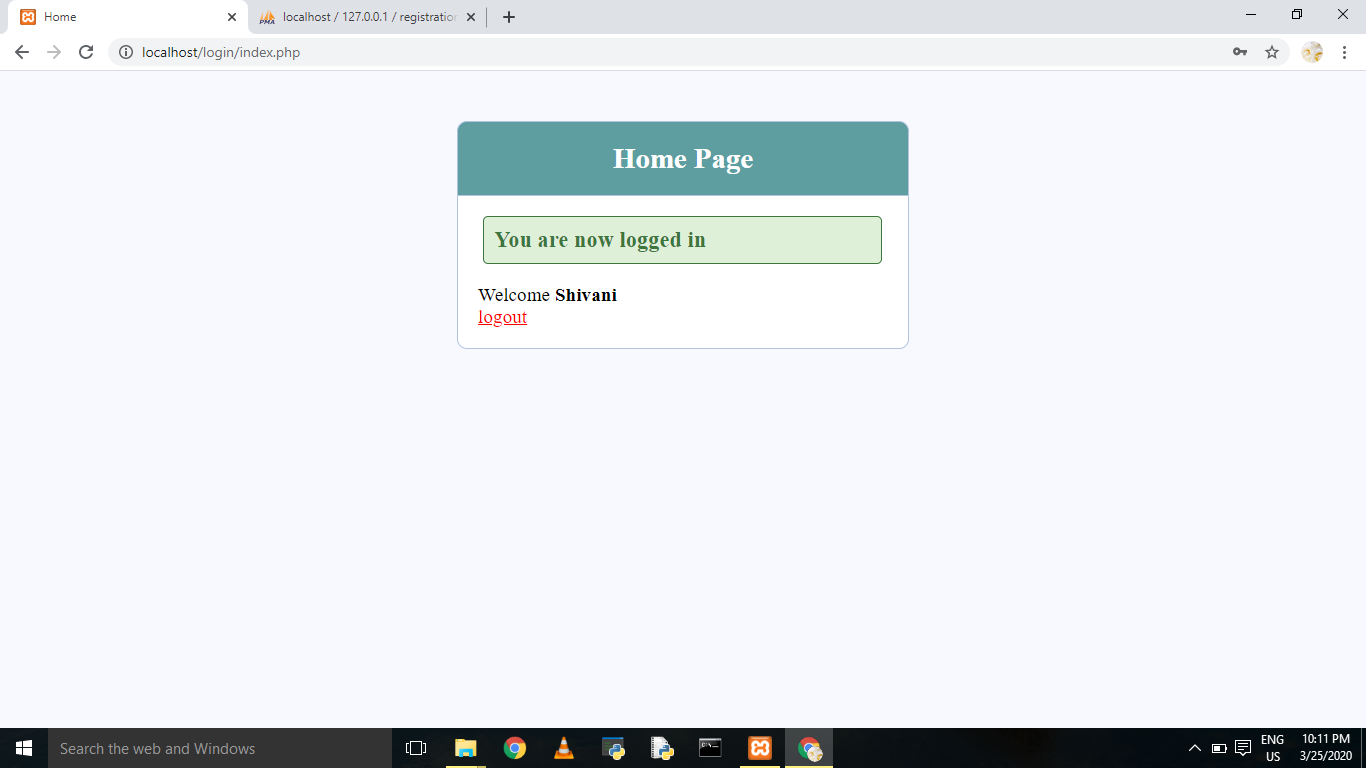 Home
localhost / 127.0.0.1 / registration
localhost/login/index.php
Home Page
You are now logged in
Welcome Shivani
logout
Search the web and Windows
ENG
US
10:11 PM
3/25/2020